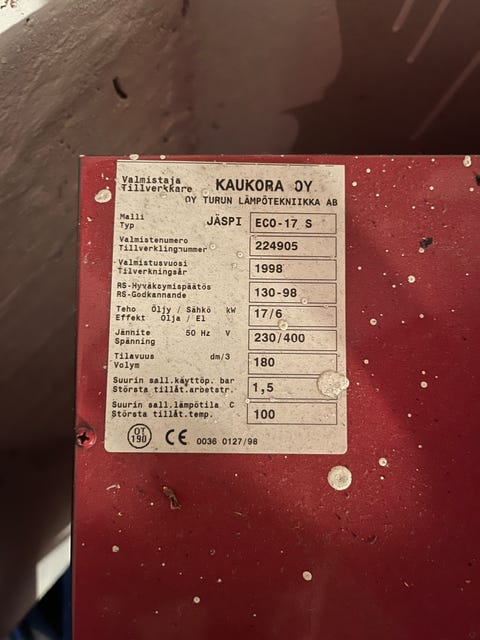 Valmistaja
Tillverkkare
KAUKORA OY
OY TURUN LÄMPÖTEKNIIKKA AB
Malli
Typ
JÄSPI ECO-17 S
Valmistenumero
Tillverklingnummer
224905
Valmistusvuosi
Tilverkningsår
1998
RS-Hyväksymispäätös
RS-Godkannande
130-98
Teho Öljy / Sähkö kW
Effekt Olja / El
17/6
Jännite 50 Hz V
Spänning
230/400
Tilavuus dm/3
Volym
180
Suurin sall.käyttöp. bar
Största tillåt.arbetstr.
1,5
Suurin sall.lämpötila C
Största tillåt.temp.
100
OT
190
CE 0036 0127/98